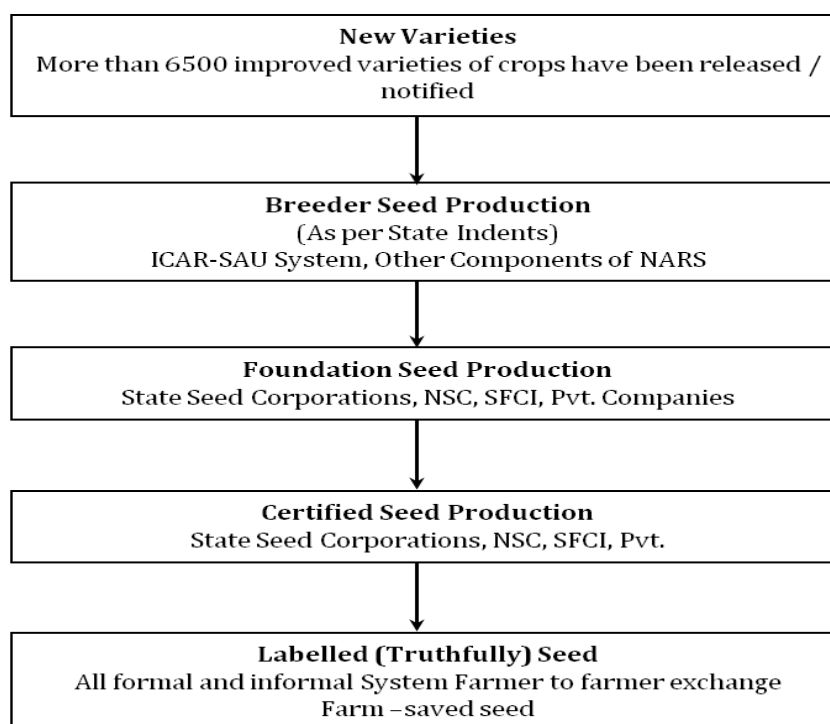 New Varieties
More than 6500 improved varieties of crops have been released /
notified
Breeder Seed Production
(As per State Indents)
ICAR-SAU System, Other Components of NARS
Foundation Seed Production
State Seed Corporations, NSC, SFCI, Pvt. Companies
Certified Seed Production
State Seed Corporations, NSC, SFCI, Pvt.
Labelled (Truthfully) Seed
All formal and informal System Farmer to farmer exchange
Farm –saved seed